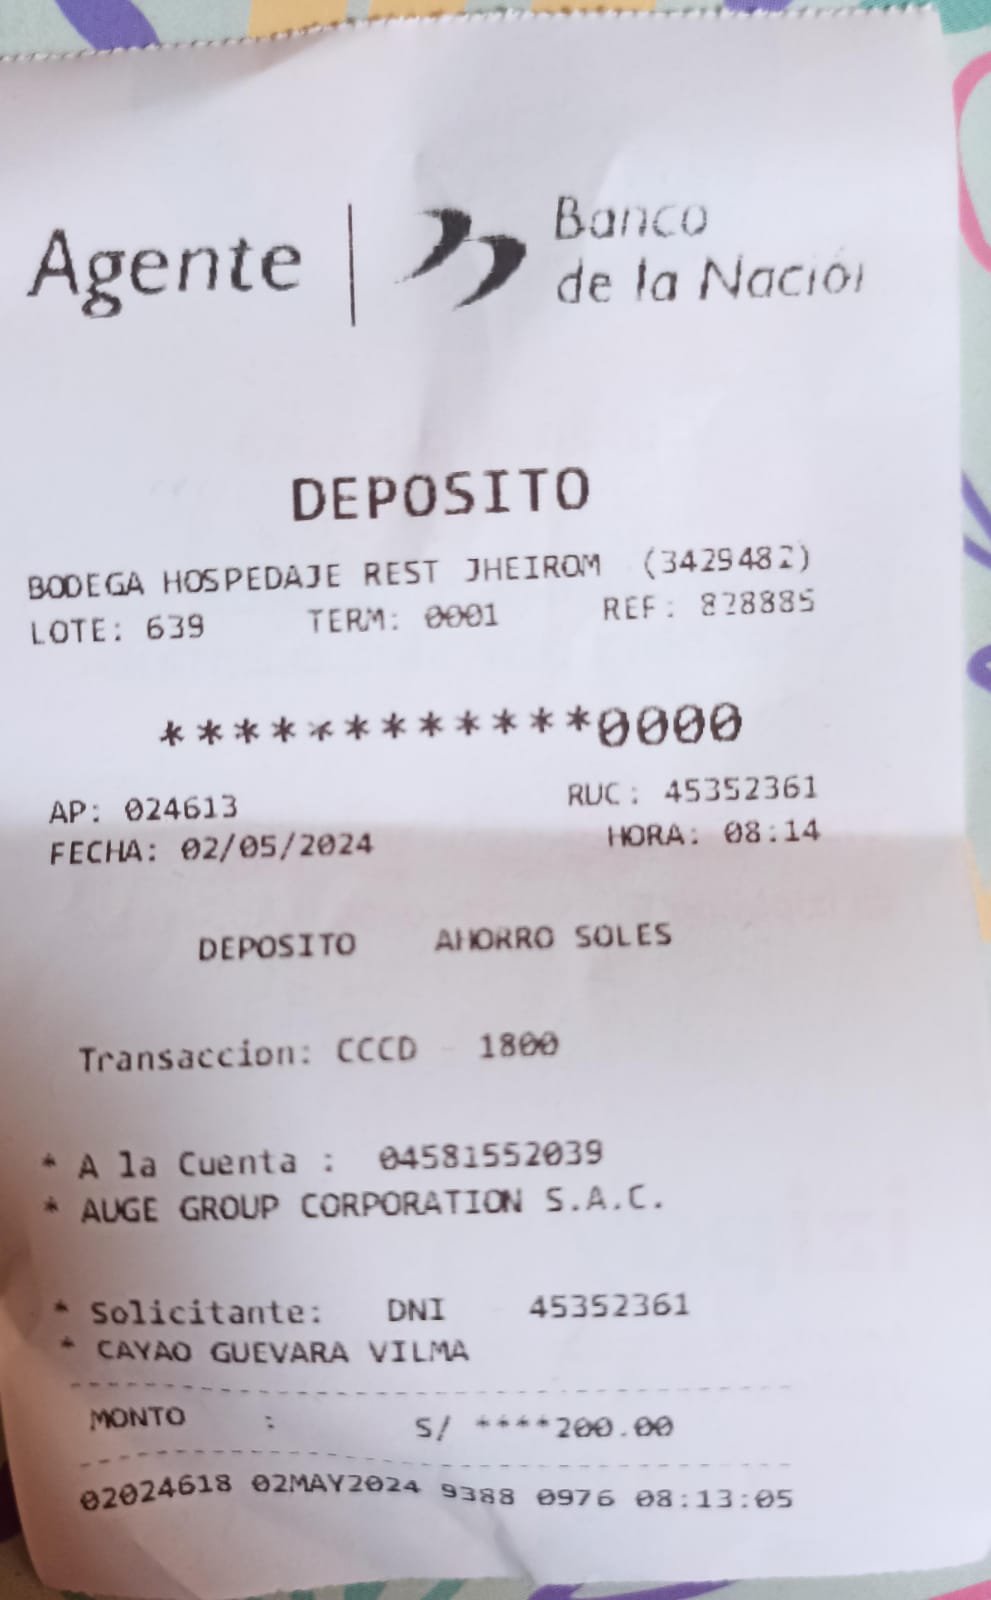 Agente
Banco
de la Nación
DEPOSITO
BODEGA HOSPEDAJE REST JHEIROM (3429482)
LOTE: 639 TERM: 0001 REF: 828885
************0000
AP: 024613 RUC: 45352361
FECHA: 02/05/2024 HORA: 08:14
DEPOSITO AHORRO SOLES
Transaccion: CCCD - 1800
* A la Cuenta : 04581552039
* AUGE GROUP CORPORATION S.A.C.
* Solicitante: DNI - 45352361
* CAYAO GUEVARA VILMA
MONTO : S/ ****200.00
02024618 02MAY2024 9388 0976 08:13:05